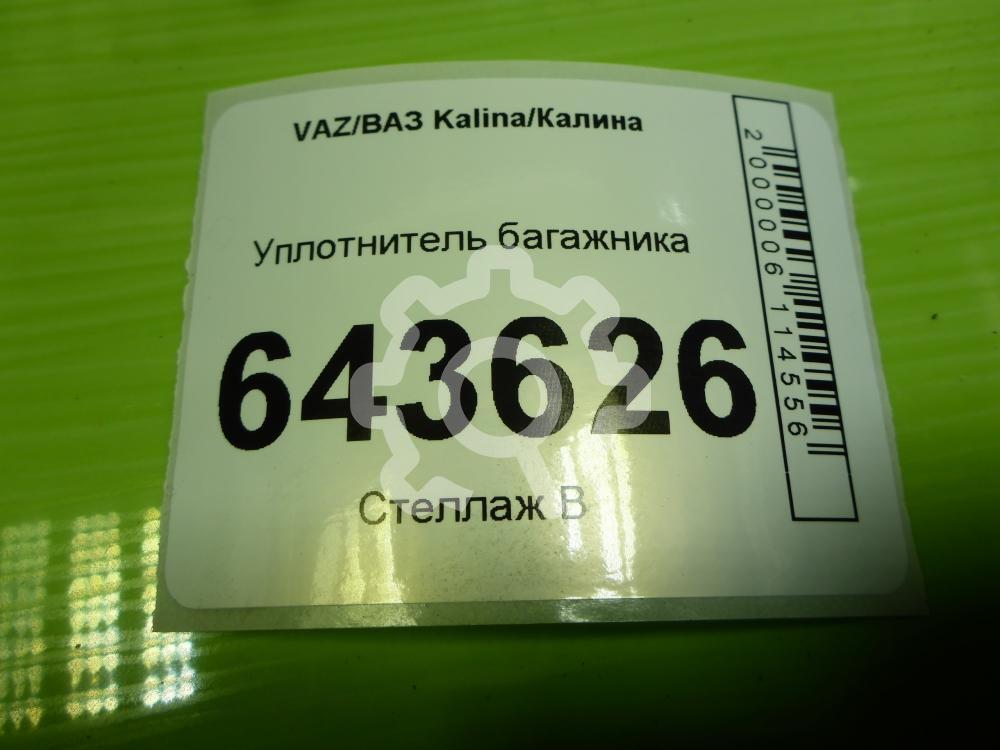 VAZ/ВАЗ Kalina/Калина
Уплотнитель багажника
643626
Стеллаж В
2000006114556